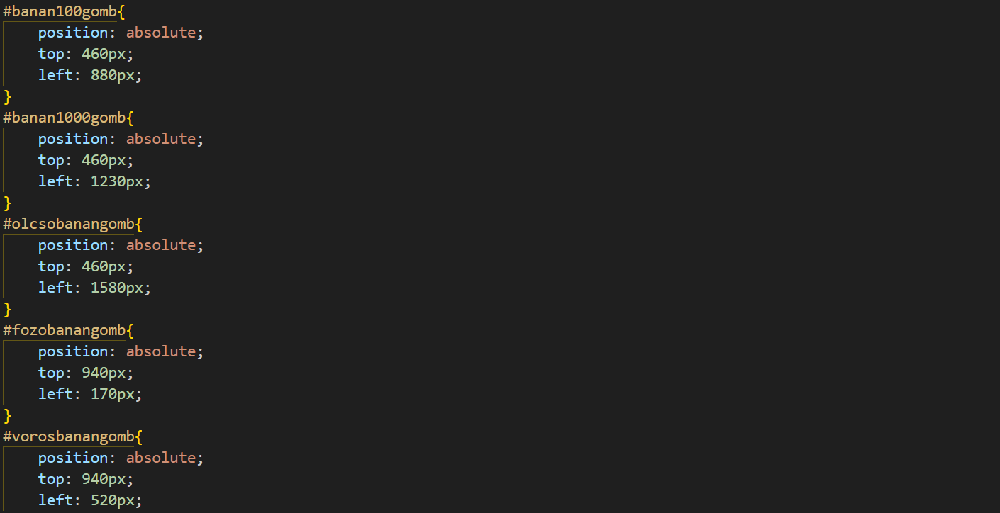 #banan100gomb{
    position: absolute;
    top: 460px;
    left: 880px;
}
#banan1000gomb{
    position: absolute;
    top: 460px;
    left: 1230px;
}
#olcsobanangomb{
    position: absolute;
    top: 460px;
    left: 1580px;
}
#fozobanangomb{
    position: absolute;
    top: 940px;
    left: 170px;
}
#vorosbanangomb{
    position: absolute;
    top: 940px;
    left: 520px;